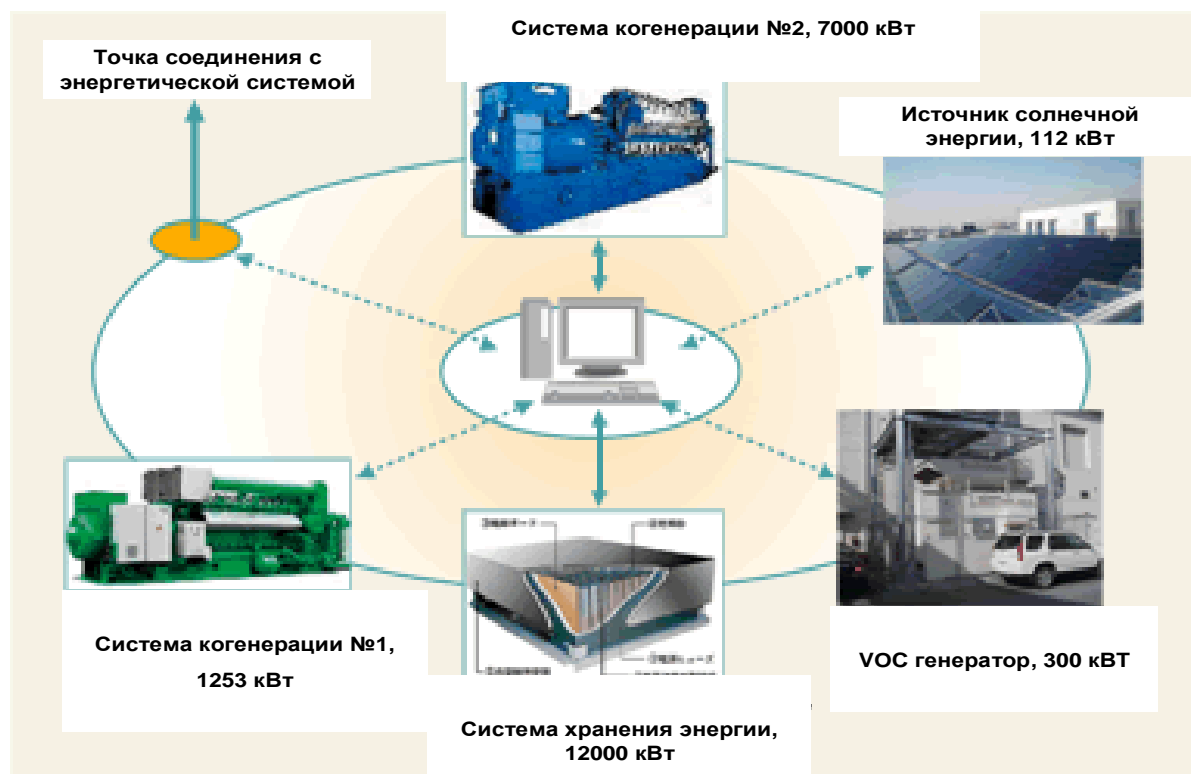 Система когенерации №2, 7000 кВт
Точка соединения с
энергетической системой
Источник солнечной
энергии, 112 кВт
Система когенерации №1,
1253 кВт
VOC генератор, 300 кВТ
Система хранения энергии,
12000 кВт